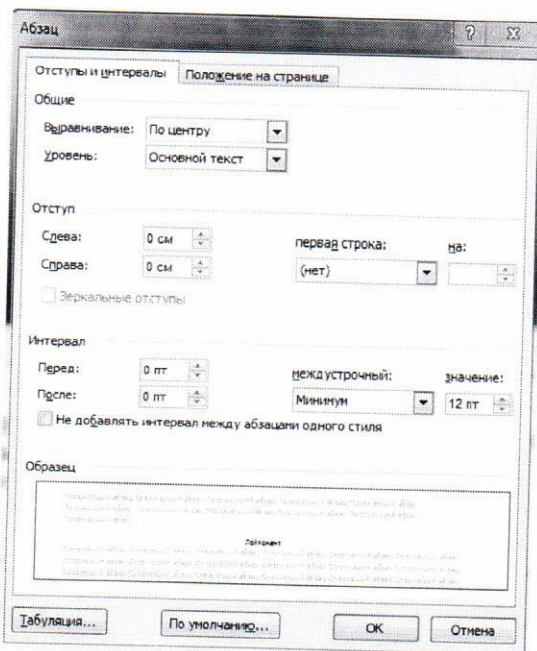 Абзац
Отступы и интервалы Положение на странице
Общие
Выравнивание: По центру
Уровень: Основной текст
Отступ
Слева: 0 см первая строка: на:
Справа: 0 см (нет)
Зеркальные отступы
Интервал
Перед: 0 пт междустрочный: значение:
После: 0 пт Минимум 12 пт
Не добавлять интервал между абзацами одного стиля
Образец
Табуляция... По умолчанию... ОК Отмена